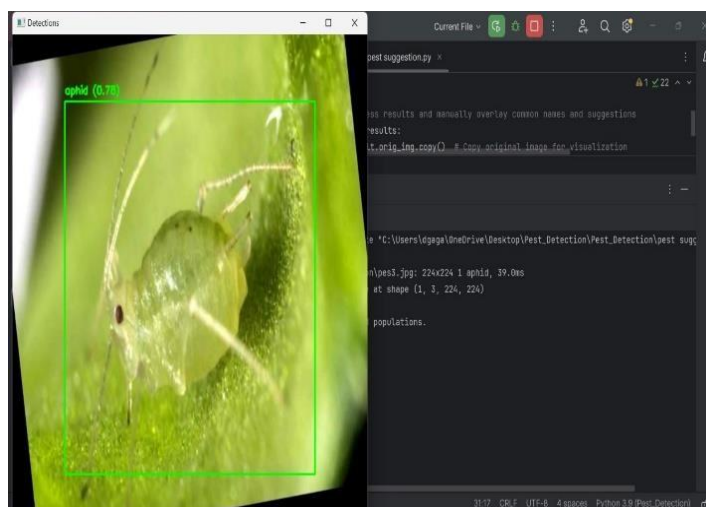 Detections
aphid (0.78)
Current File
pest suggestion.py ×
1 22
ess results and manually overlay common names and suggestions
results:
lt.orig_img.copy() # Copy original image for visualization
le "C:\Users\dgaga\OneDrive\Desktop\Pest_Detection\Pest_Detection\pest sugg
n\pes3.jpg: 224x224 1 aphid, 39.0ms
at shape (1, 3, 224, 224)
populations.
31:17 CRLF UTF-8 4 spaces Python 3.9 (Pest_Detection)